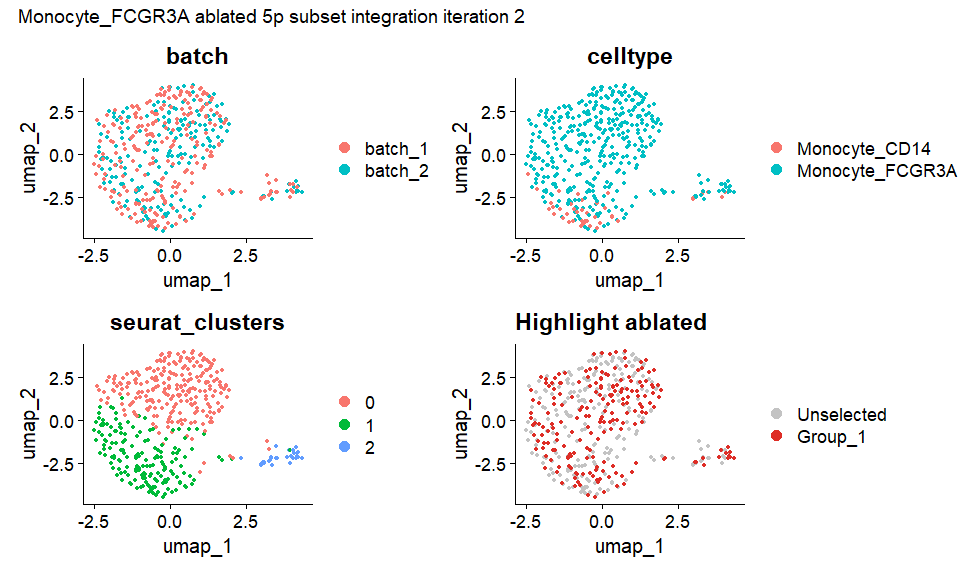 Monocyte_FCGR3A ablated 5p subset integration iteration 2
batch
umap_2
2.5
0.0
-2.5
-2.5
0.0
2.5
umap_1
batch_1
batch_2
celltype
umap_2
2.5
0.0
-2.5
-2.5
0.0
2.5
umap_1
Monocyte_CD14
Monocyte_FCGR3A
seurat_clusters
umap_2
2.5
0.0
-2.5
-2.5
0.0
2.5
umap_1
0
1
2
Highlight ablated
umap_2
2.5
0.0
-2.5
-2.5
0.0
2.5
umap_1
Unselected
Group_1